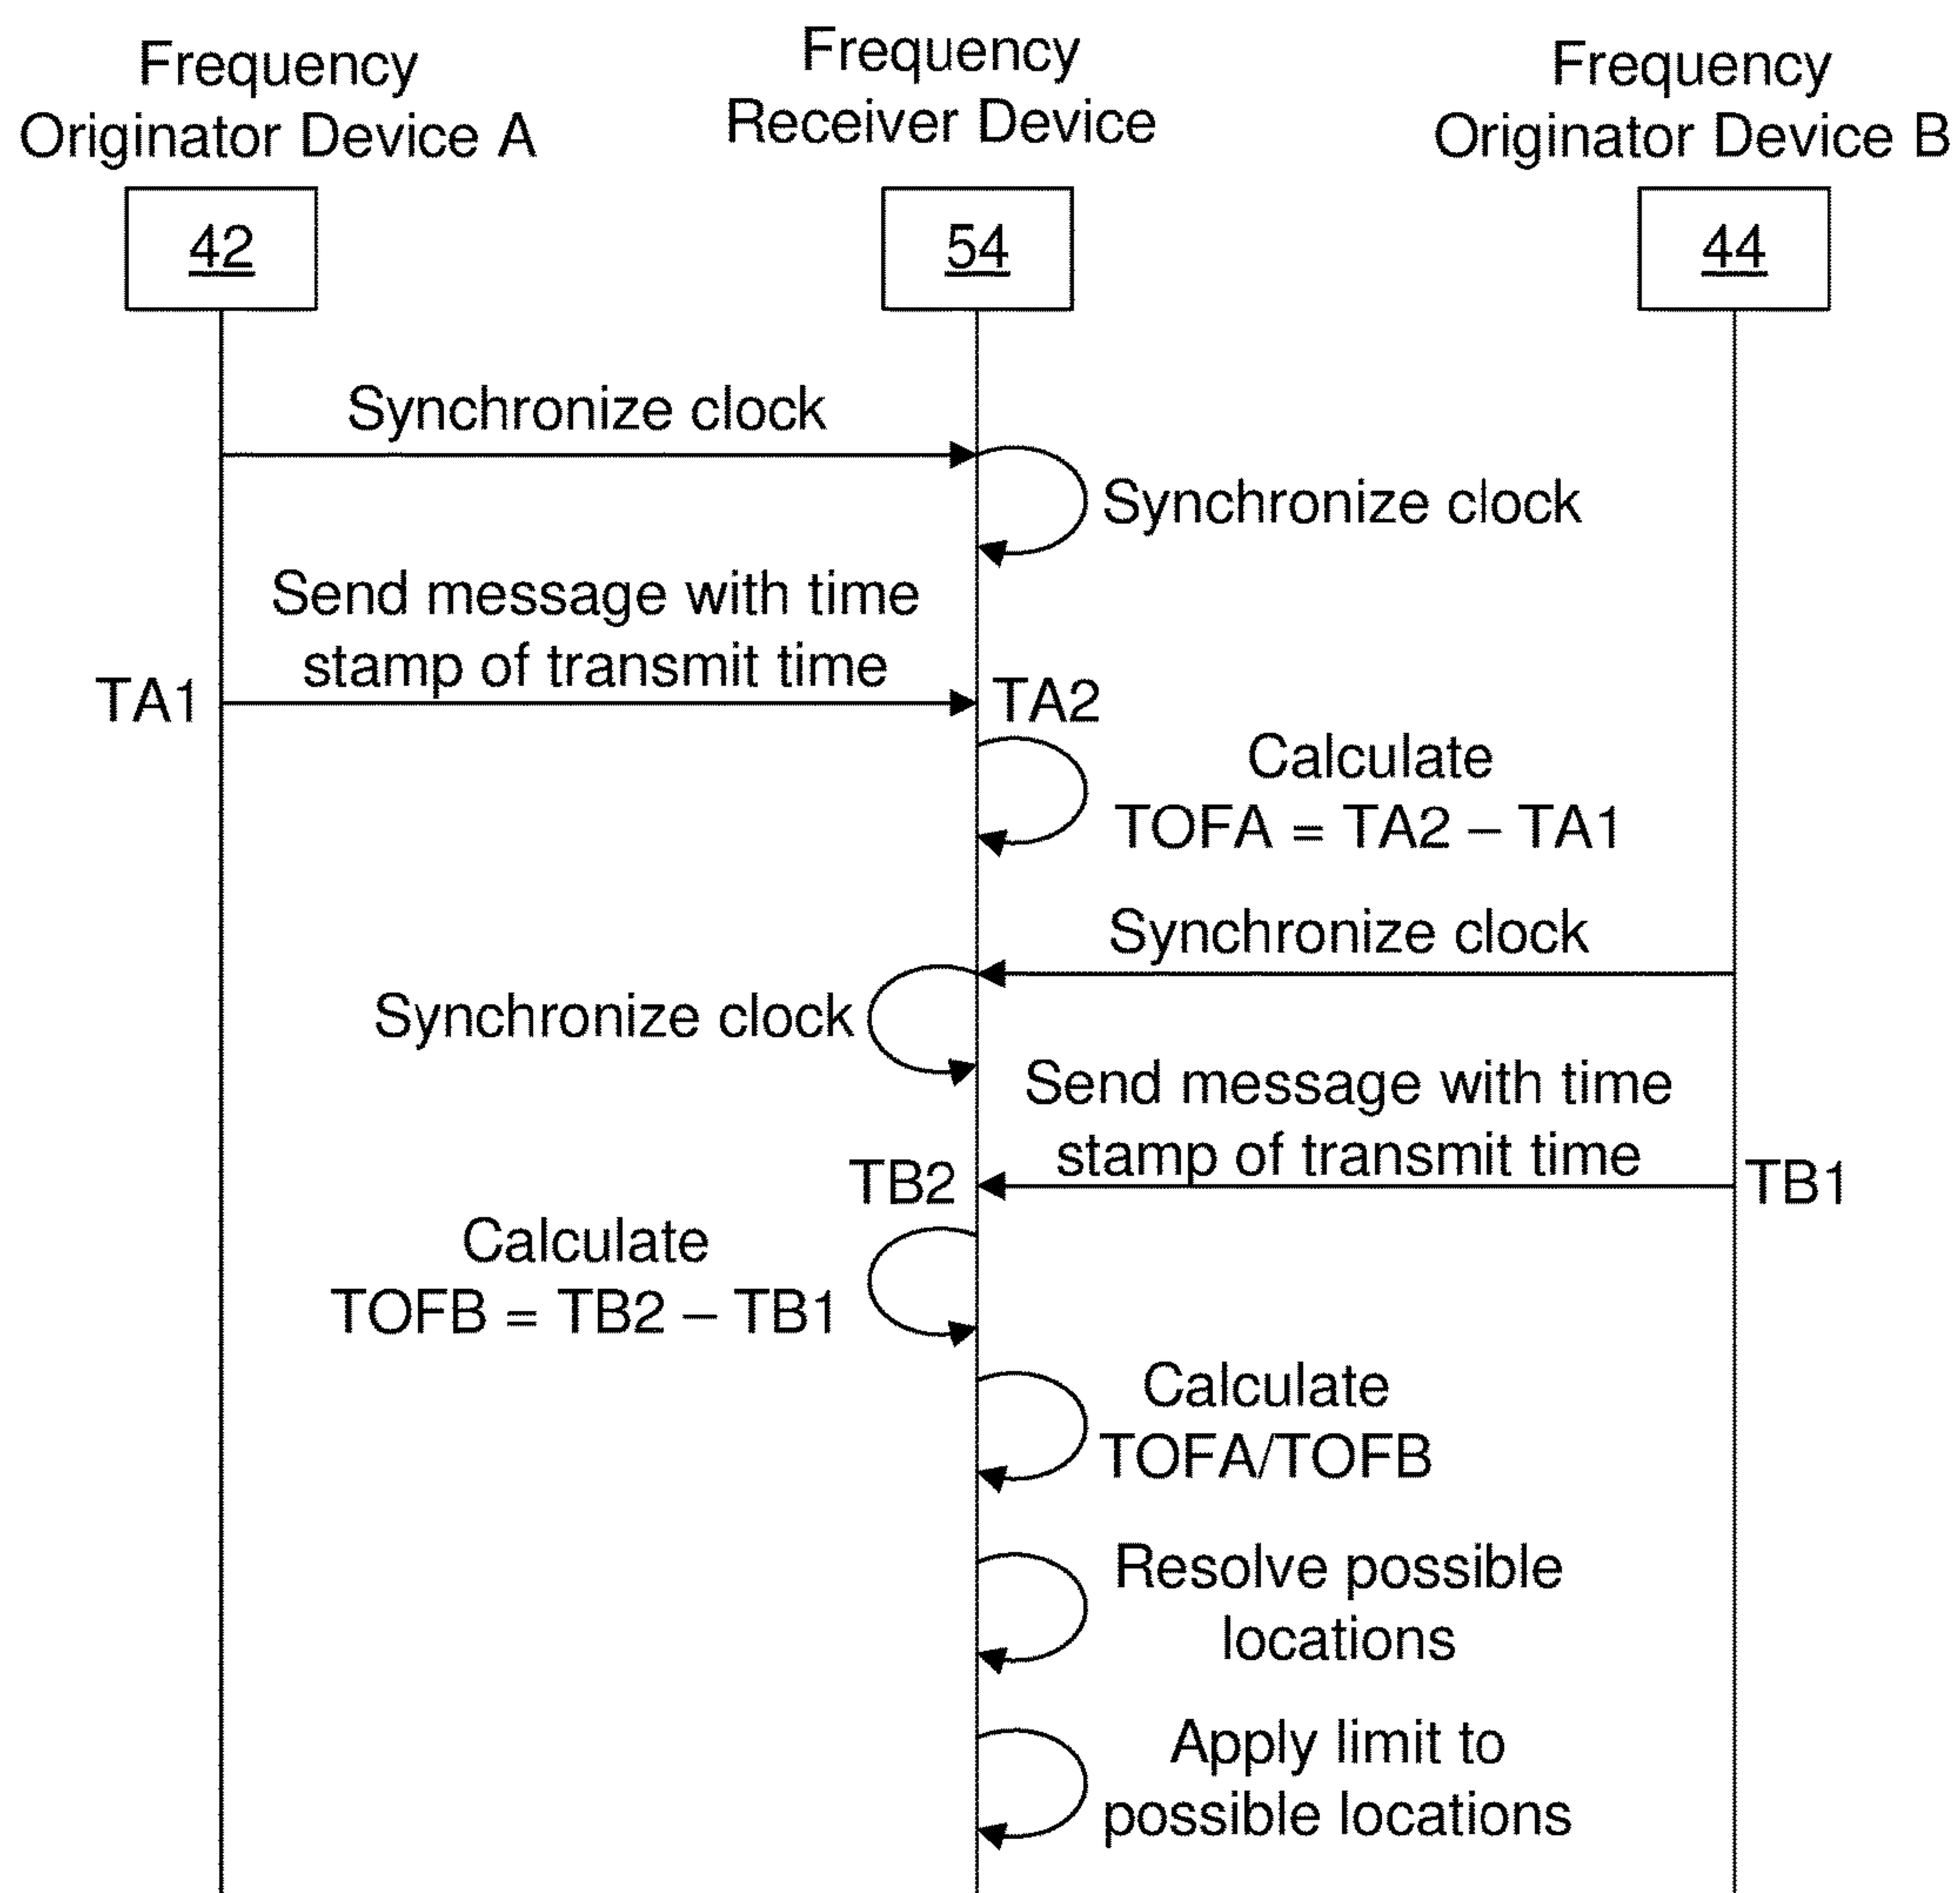 Frequency
Originator Device A
Frequency
Receiver Device
Frequency
Originator Device B
42
54
44
Synchronize clock
Synchronize clock
Send message with time
stamp of transmit time
TA1
TA2
Calculate
TOFA = TA2 – TA1
Synchronize clock
Synchronize clock
Send message with time
stamp of transmit time
TB2
TB1
Calculate
TOFB = TB2 – TB1
Calculate
TOFA/TOFB
Resolve possible
locations
Apply limit to
possible locations